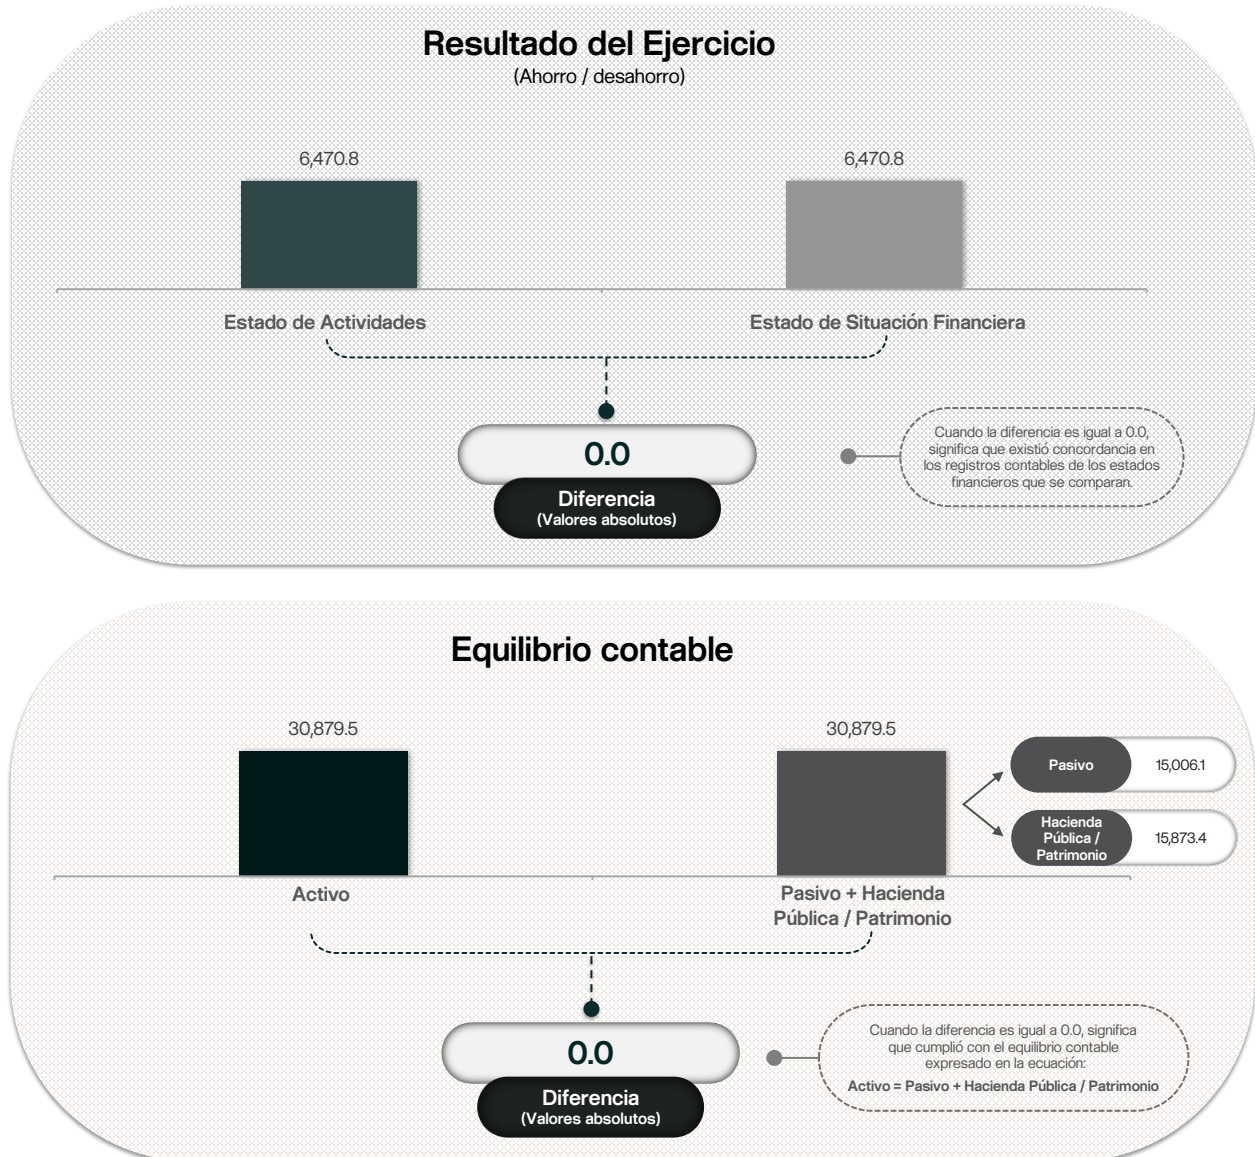 Resultado del Ejercicio
(Ahorro / desahorro)
6,470.8
6,470.8
Estado de Actividades
Estado de Situación Financiera
0.0
Diferencia
(Valores absolutos)
Cuando la diferencia es igual a 0.0,
significa que existió concordancia en
los registros contables de los estados
financieros que se comparan.
Equilibrio contable
30,879.5
30,879.5
Pasivo
15,006.1
Hacienda
Pública /
Patrimonio
15,873.4
Activo
Pasivo + Hacienda
Pública / Patrimonio
0.0
Diferencia
(Valores absolutos)
Cuando la diferencia es igual a 0.0, significa
que cumplió con el equilibrio contable
expresado en la ecuación:
Activo = Pasivo + Hacienda Pública / Patrimonio